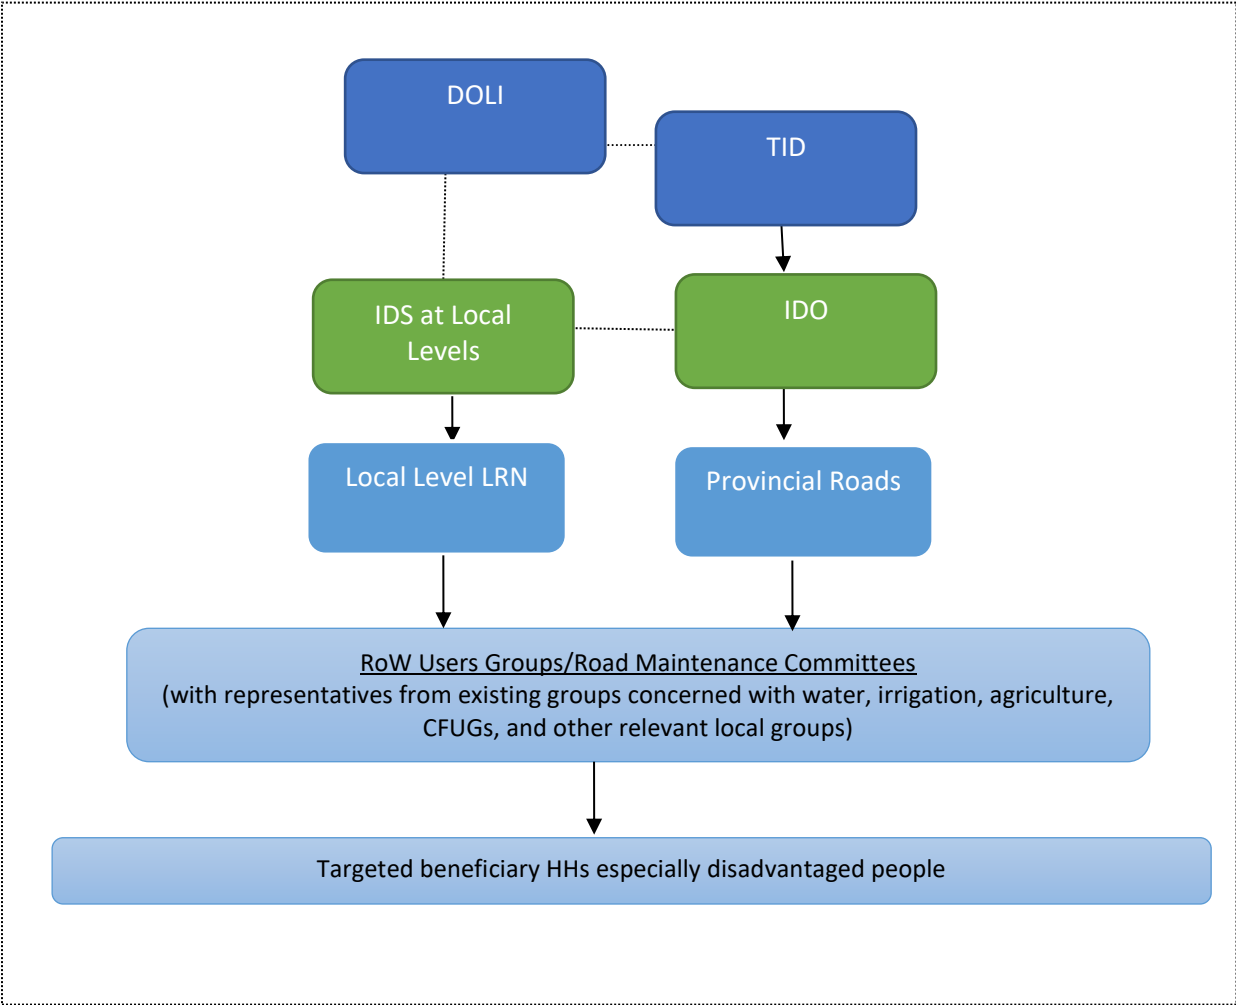 DOLI
TID
IDS at Local
Levels
IDO
Local Level LRN
Provincial Roads
RoW Users Groups/Road Maintenance Committees
(with representatives from existing groups concerned with water, irrigation, agriculture,
CFUGs, and other relevant local groups)
Targeted beneficiary HHs especially disadvantaged people